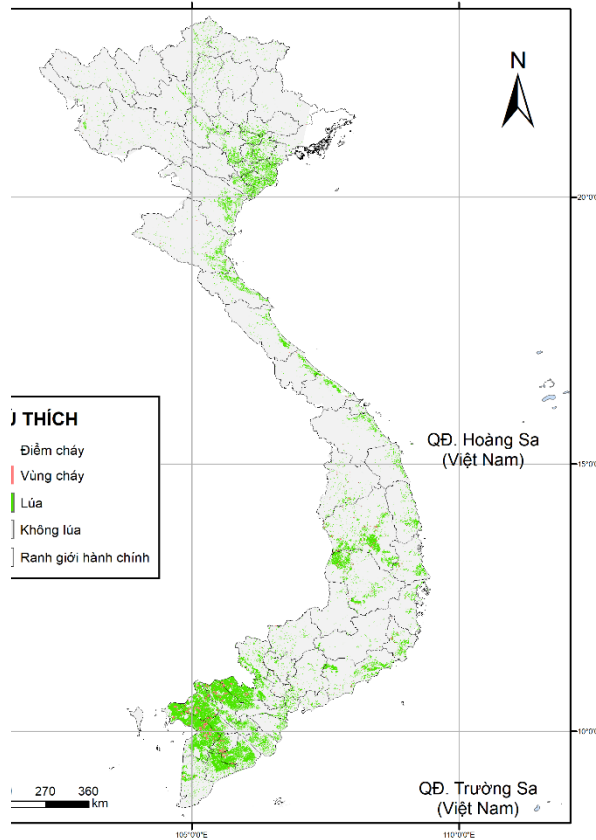 N
20°0'0
Ú THÍCH
Điểm cháy
Vùng cháy
Lúa
Không lúa
Ranh giới hành chính
QĐ. Hoàng Sa
(Việt Nam)
15°0'0
10°0'0
270 360
km
QĐ. Trường Sa
(Việt Nam)
105°0'0"E
110°0'0"E